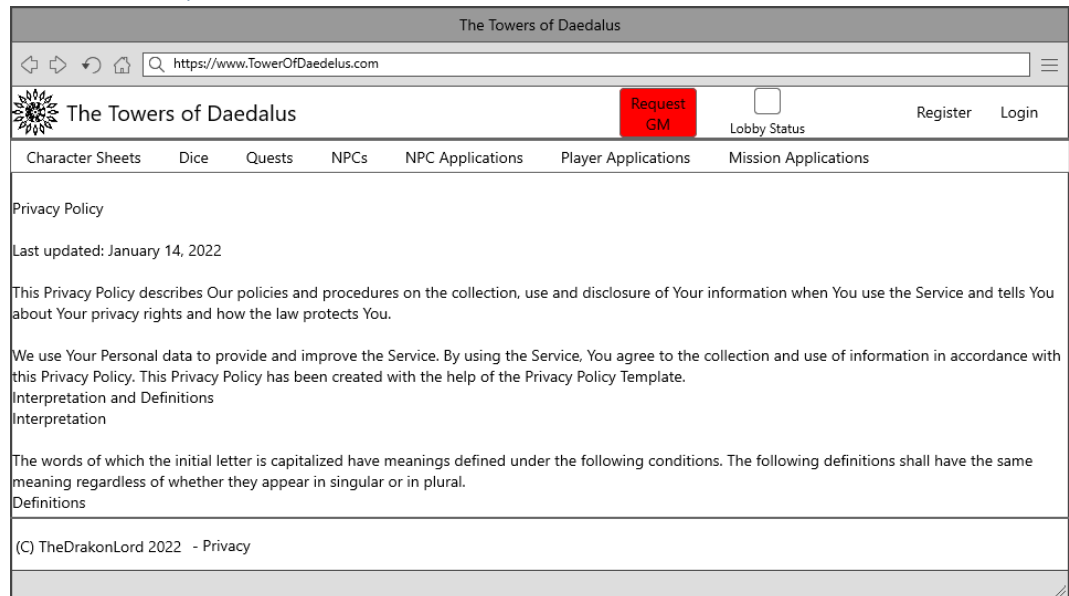 The Towers of Daedalus
https://www.TowerOfDaedelus.com
The Towers of Daedalus
Request
GM
Lobby Status
Register
Login
Character Sheets
Dice
Quests
NPCs
NPC Applications
Player Applications
Mission Applications
Privacy Policy
Last updated: January 14, 2022
This Privacy Policy describes Our policies and procedures on the collection, use and disclosure of Your information when You use the Service and tells You
about Your privacy rights and how the law protects You.
We use Your Personal data to provide and improve the Service. By using the Service, You agree to the collection and use of information in accordance with
this Privacy Policy. This Privacy Policy has been created with the help of the Privacy Policy Template.
Interpretation and Definitions
Interpretation
The words of which the initial letter is capitalized have meanings defined under the following conditions. The following definitions shall have the same
meaning regardless of whether they appear in singular or in plural.
Definitions
(C) TheDrakonLord 2022 - Privacy